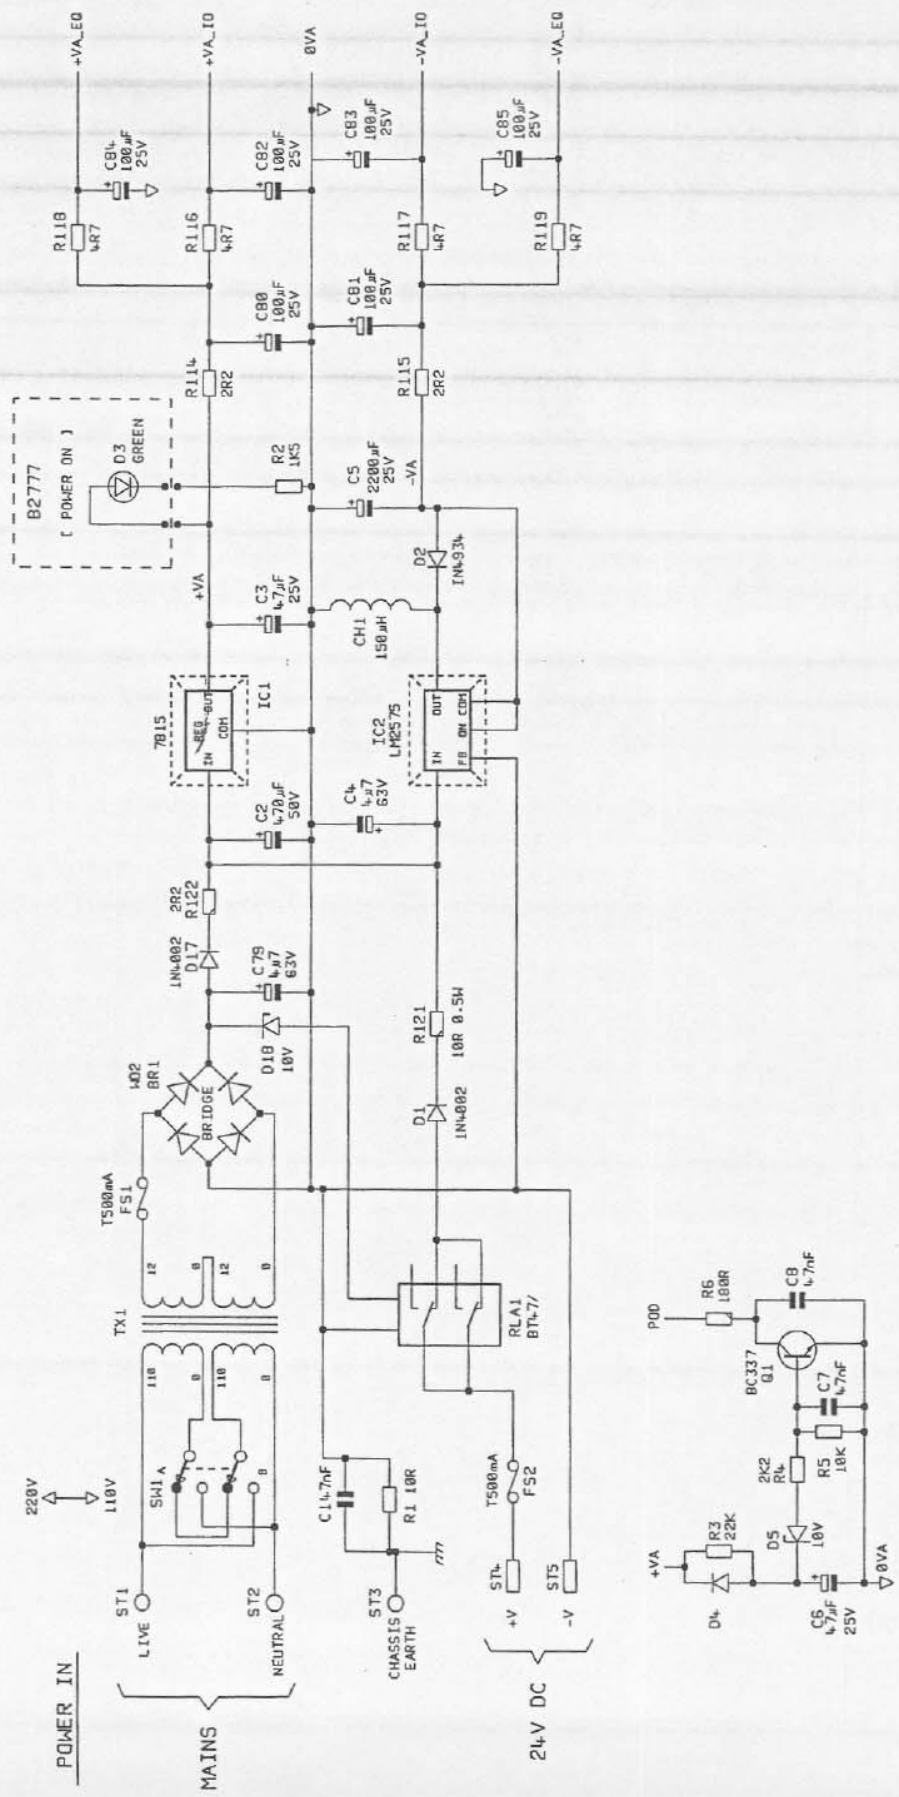 POWER IN
MAINS
LIVE
ST1
NEUTRAL
ST2
220V
110V
SW1
A
B
110
0
110
0
TX1
12
0
12
0
T500mA
FS1
W02
BR1
BRIDGE
D18
10V
C79
4µ7
63V
1N4002
D17
2R2
R122
C2
470µF
50V
7815
IN
REG
OUT
COM
IC1
+VA
C3
47µF
25V
B2777
[ POWER ON ]
D3
GREEN
R2
1K5
R114
2R2
C80
100µF
25V
R118
4R7
R116
4R7
C84
100µF
25V
C82
100µF
25V
+VA_EQ
+VA_IO
0VA
-VA_IO
-VA_EQ
C83
100µF
25V
C85
100µF
25V
R117
4R7
R119
4R7
C81
100µF
25V
R115
2R2
-VA
C5
2200µF
25V
D2
1N4934
CH1
150µH
IC2
LM2575
IN
OUT
FB
ON
COM
C4
4µ7
63V
R121
10R 0.5W
D1
1N4002
RLA1
BT47/
C1 47nF
R1 10R
ST3
CHASSIS
EARTH
T500mA
FS2
ST4
+V
ST5
-V
24V DC
+VA
R3
22K
D4
D5
10V
C6
47µF
25V
0VA
2K2
R4
R5
10K
C7
47nF
BC337
Q1
POD
R6
180R
C8
47nF